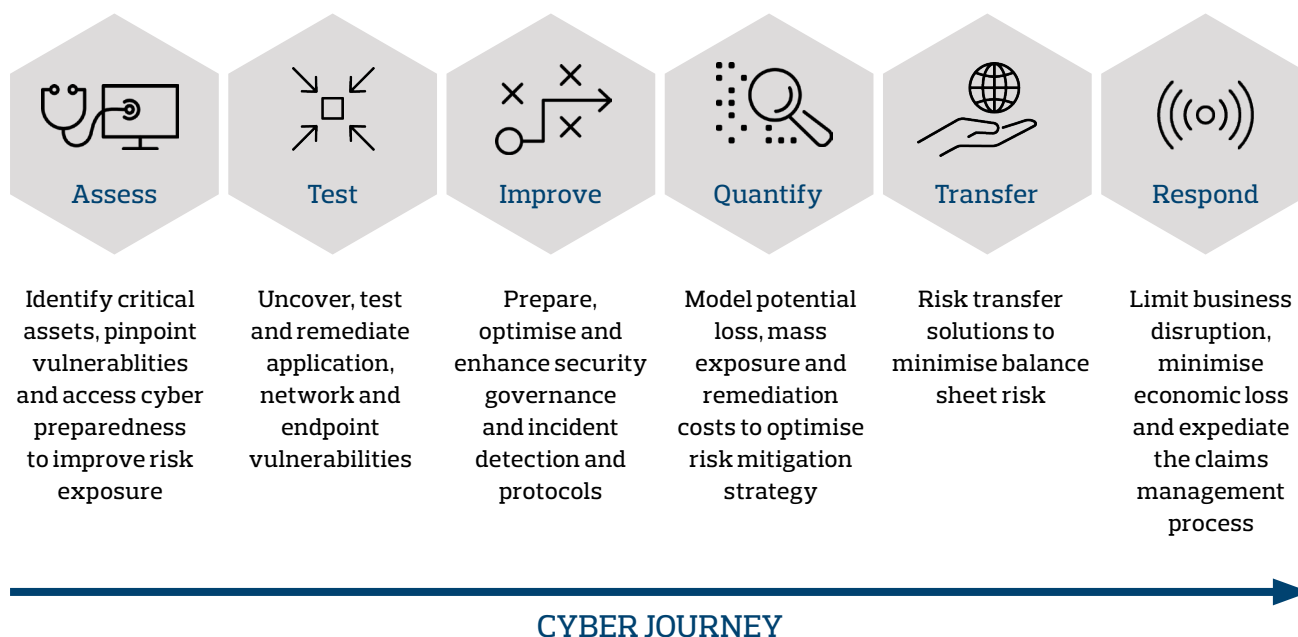 Assess
Test
Improve
Quantify
Transfer
Respond
Identify critical
assets, pinpoint
vulnerablities
and access cyber
preparedness
to improve risk
exposure
Uncover, test
and remediate
application,
network and
endpoint
vulnerabilities
Prepare,
optimise and
enhance security
governance
and incident
detection and
protocols
Model potential
loss, mass
exposure and
remediation
costs to optimise
risk mitigation
strategy
Risk transfer
solutions to
minimise balance
sheet risk
Limit business
disruption,
minimise
economic loss
and expediate
the claims
management
process
CYBER JOURNEY